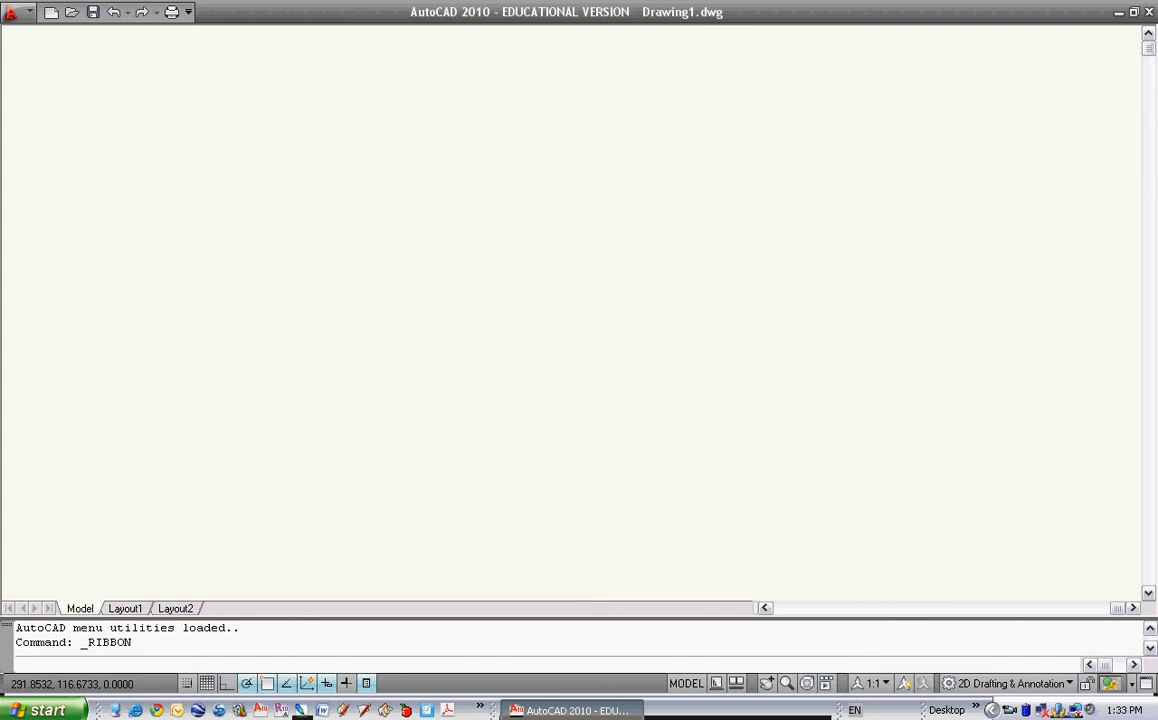 AutoCAD 2010 - EDUCATIONAL VERSION Drawing1.dwg
Model Layout1 Layout2
AutoCAD menu utilities loaded..
Command: _RIBBON
291.8532, 116.6733, 0.0000 MODEL 1:1 2D Drafting & Annotation
start AutoCAD 2010 - EDU... EN Desktop » 1:33 PM